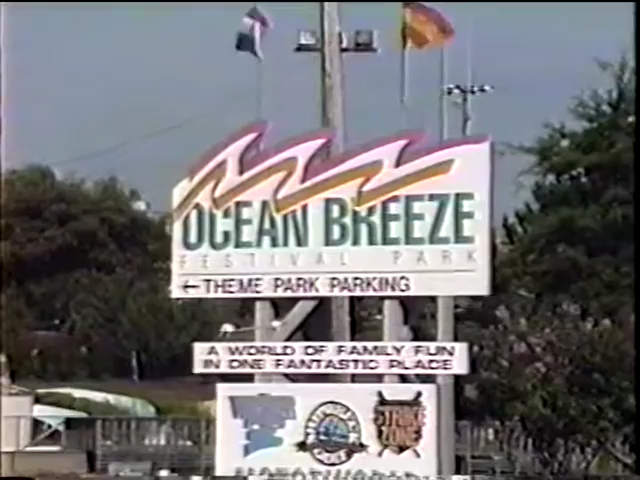 OCEAN BREEZE
FESTIVAL PARK
← THEME PARK PARKING
A WORLD OF FAMILY FUN
IN ONE FANTASTIC PLACE
STRIKE
ZONE